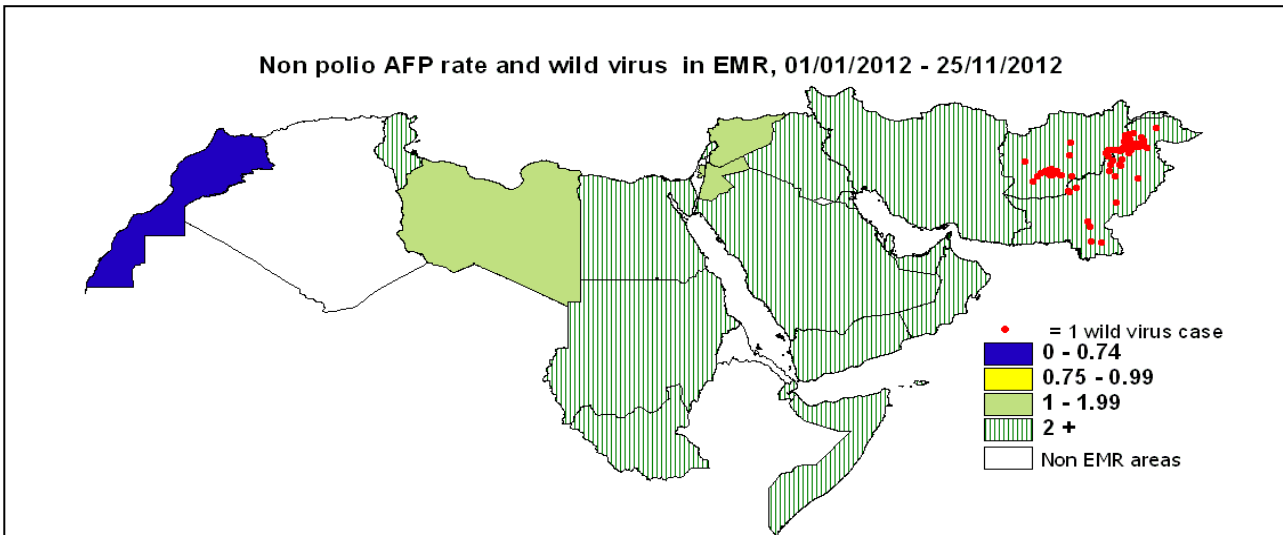 Non polio AFP rate and wild virus in EMR, 01/01/2012 - 25/11/2012
= 1 wild virus case
0 - 0.74
0.75 - 0.99
1 - 1.99
2 +
Non EMR areas